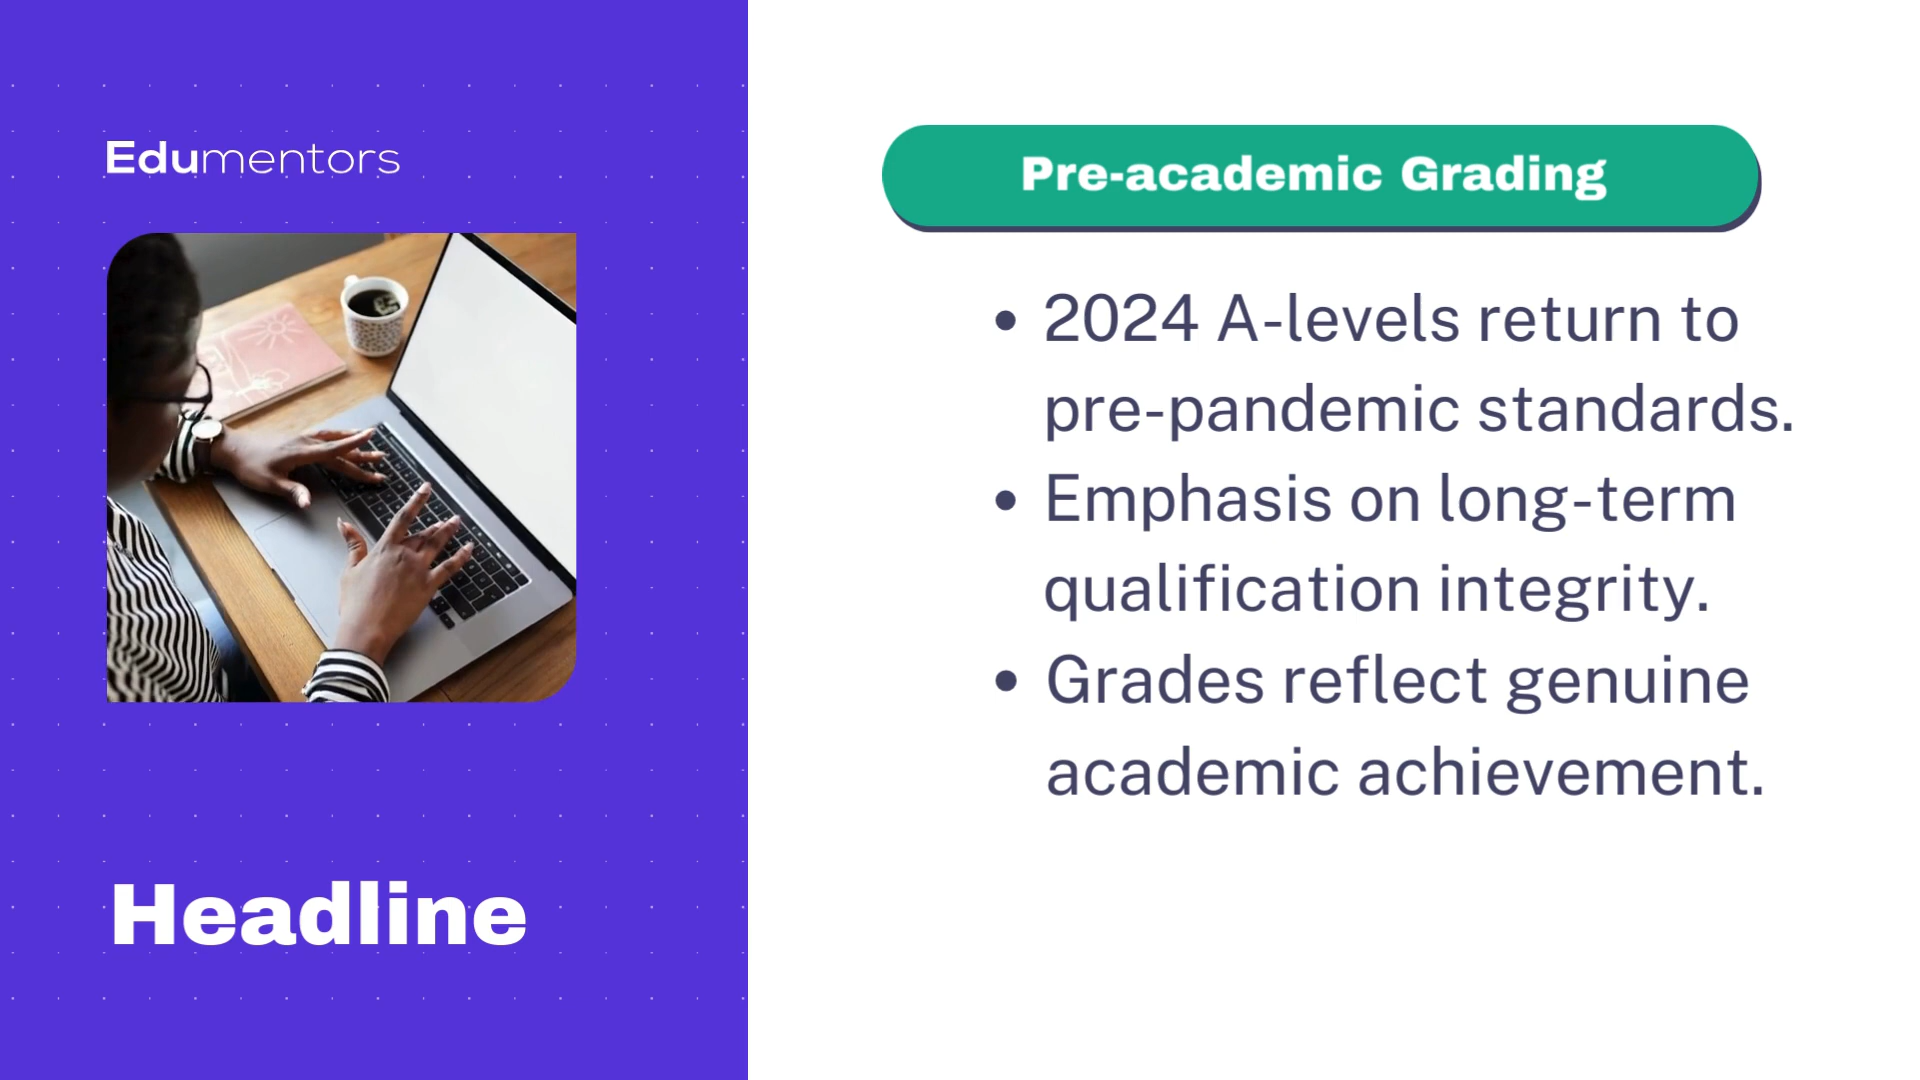 Edumentors
Headline
Pre-academic Grading
• 2024 A-levels return to
pre-pandemic standards.
• Emphasis on long-term
qualification integrity.
• Grades reflect genuine
academic achievement.